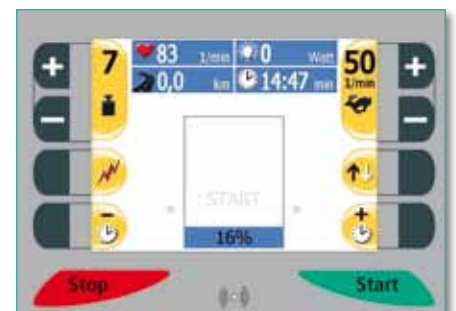 + 7 83 1/min 0 Watt 50 +
0,0 km 14:47 min 1/min
− −
START
− +
16%
Stop Start